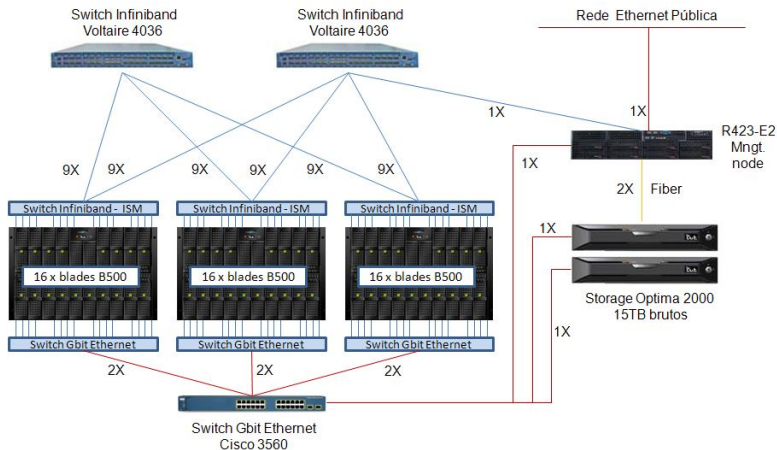 Switch Infiniband
Voltaire 4036
Switch Infiniband
Voltaire 4036
Rede Ethernet Pública
1X
1X
R423-E2
Mngt.
node
1X
9X
9X
9X
9X
9X
9X
2X
Fiber
Switch Infiniband - ISM
Switch Infiniband - ISM
Switch Infiniband - ISM
1X
16 x blades B500
16 x blades B500
16 x blades B500
Storage Optima 2000
15TB brutos
1X
Switch Gbit Ethernet
Switch Gbit Ethernet
Switch Gbit Ethernet
2X
2X
2X
Switch Gbit Ethernet
Cisco 3560